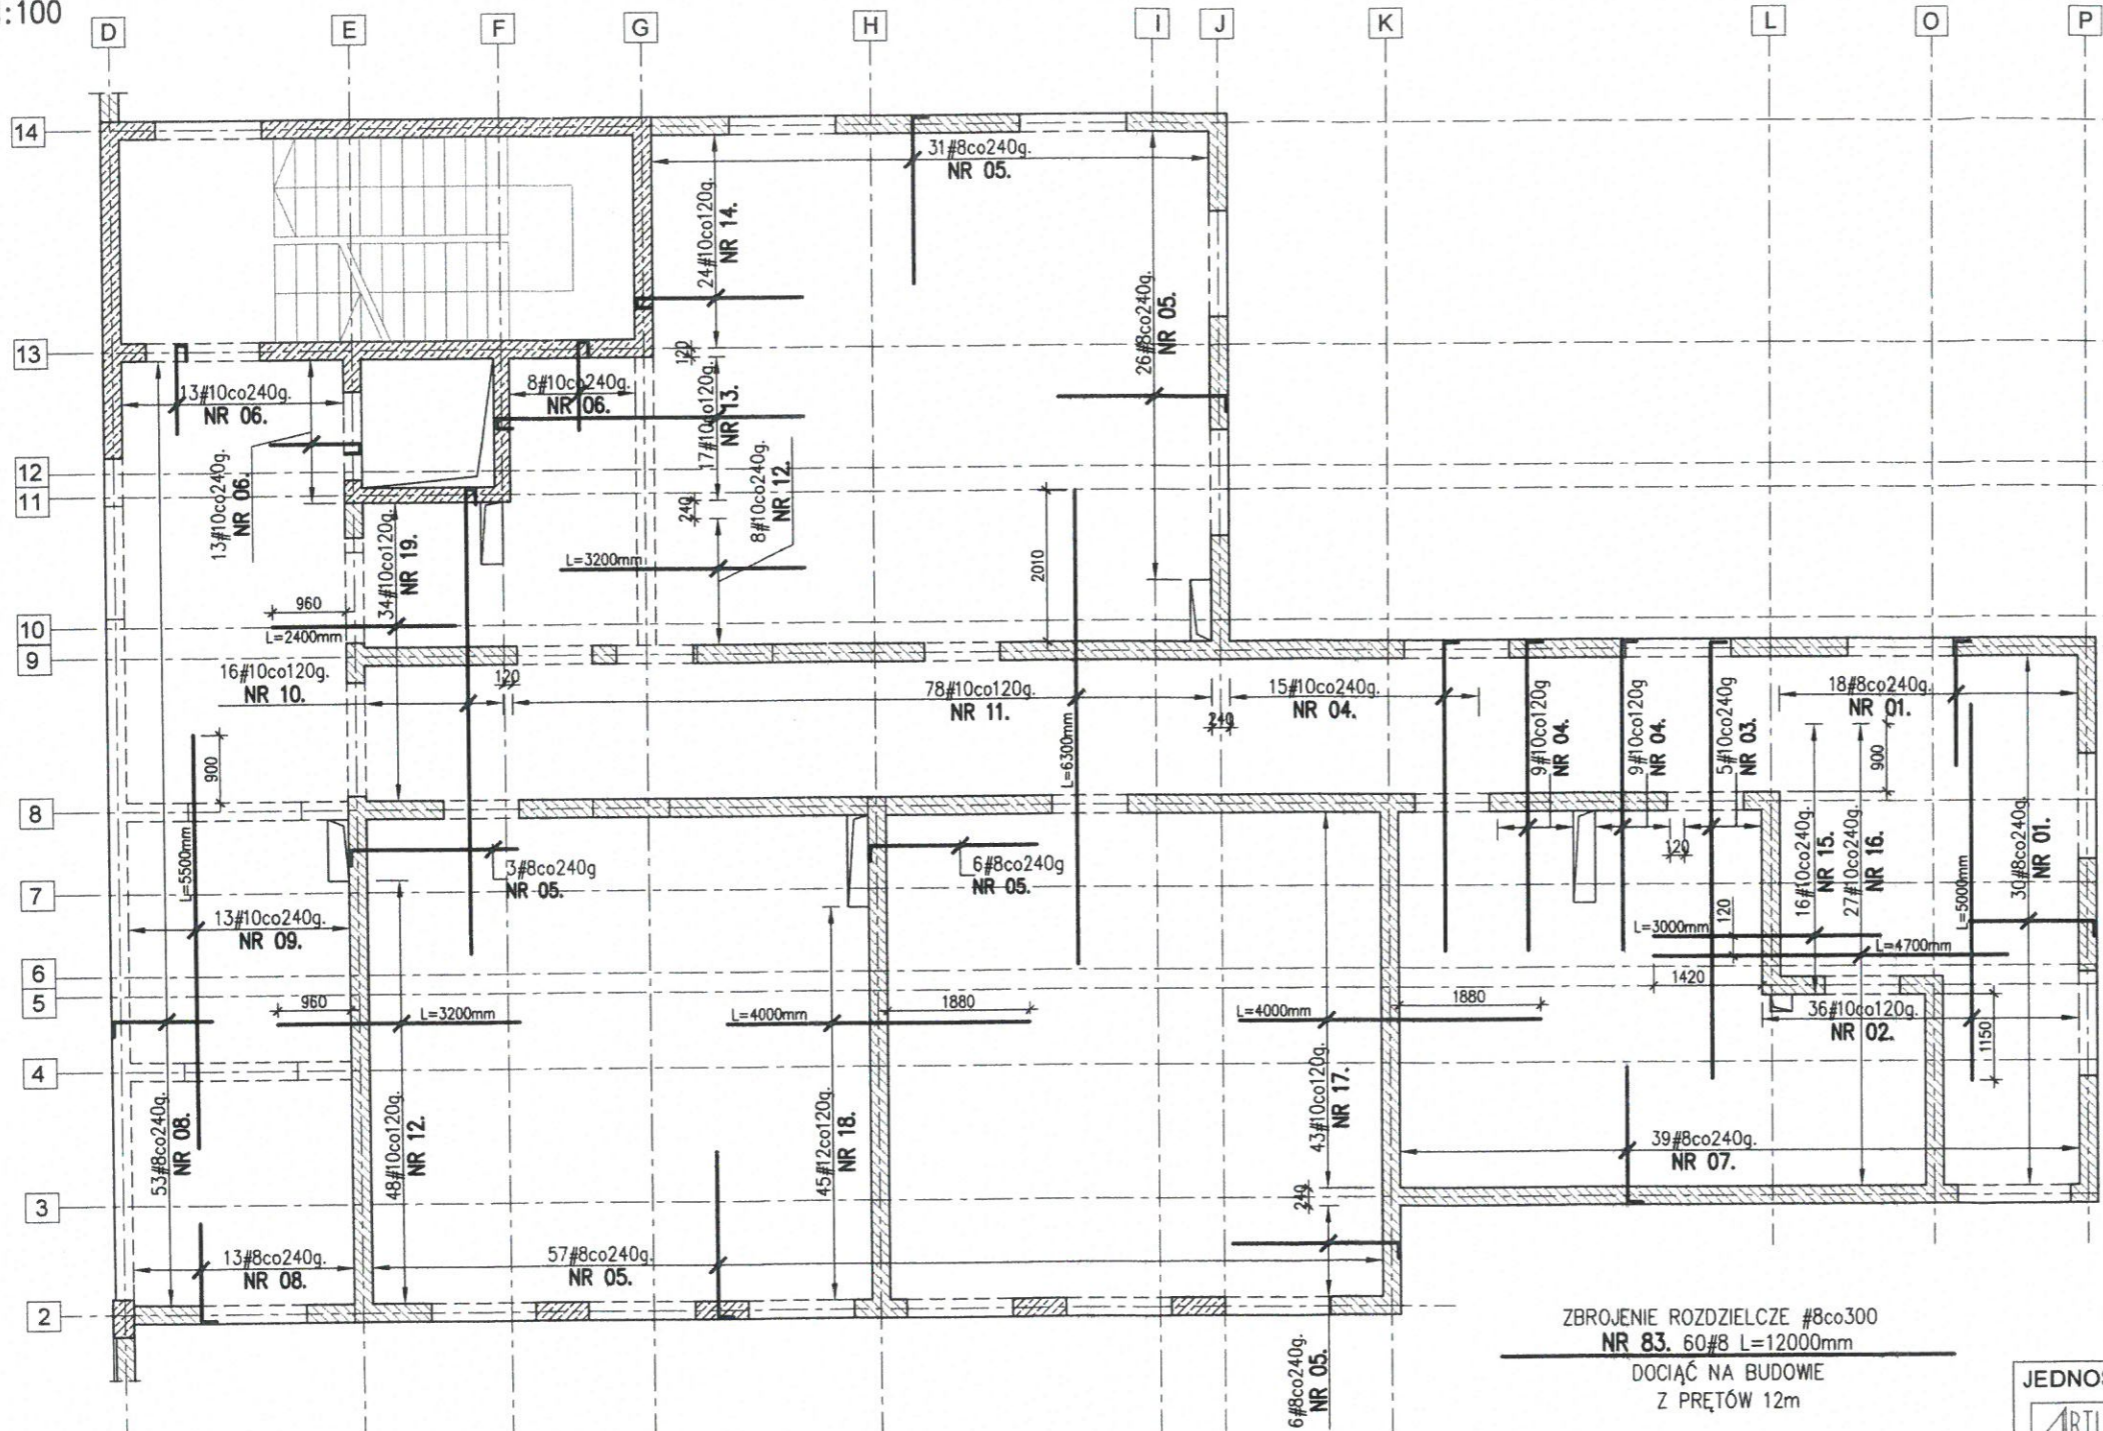 1:100
D
E
F
G
H
I
J
K
L
O
P
14
13
12
11
10
9
8
7
6
5
4
3
2
31#8co240g.
NR 05.
24#10co120g.
NR 14.
26#8co240g.
NR 05.
120
13#10co240g.
NR 06.
8#10co240g.
NR 06.
17#10co120g.
NR 13.
8#10co240g.
NR 12.
13#10co240g.
NR 06.
240
34#10co120g.
NR 19.
L=3200mm
2010
960
L=2400mm
16#10co120g.
NR 10.
120
78#10co120g.
NR 11.
240
15#10co240g.
NR 04.
9#10co120g
NR 04.
9#10co120g
NR 04.
5#10co240g
NR 03.
18#8co240g.
NR 01.
900
900
L=6300mm
L=5500mm
16#10co240g.
NR 15.
27#10co240g.
NR 16.
30#8co240g.
NR 01.
L=5000mm
120
3#8co240g
NR 05.
6#8co240g
NR 05.
13#10co240g.
NR 09.
L=3000mm
120
L=4700mm
1420
960
L=3200mm
L=4000mm
1880
L=4000mm
1880
36#10co120g.
NR 02.
1150
53#8co240g.
NR 08.
48#10co120g.
NR 12.
45#12co120g.
NR 18.
43#10co120g.
NR 17.
39#8co240g.
NR 07.
240
13#8co240g.
NR 08.
57#8co240g.
NR 05.
6#8co240g.
NR 05.
ZBROJENIE ROZDZIELCZE #8co300
NR 83. 60#8 L=12000mm
DOCIĄĆ NA BUDOWIE
Z PRĘTÓW 12m